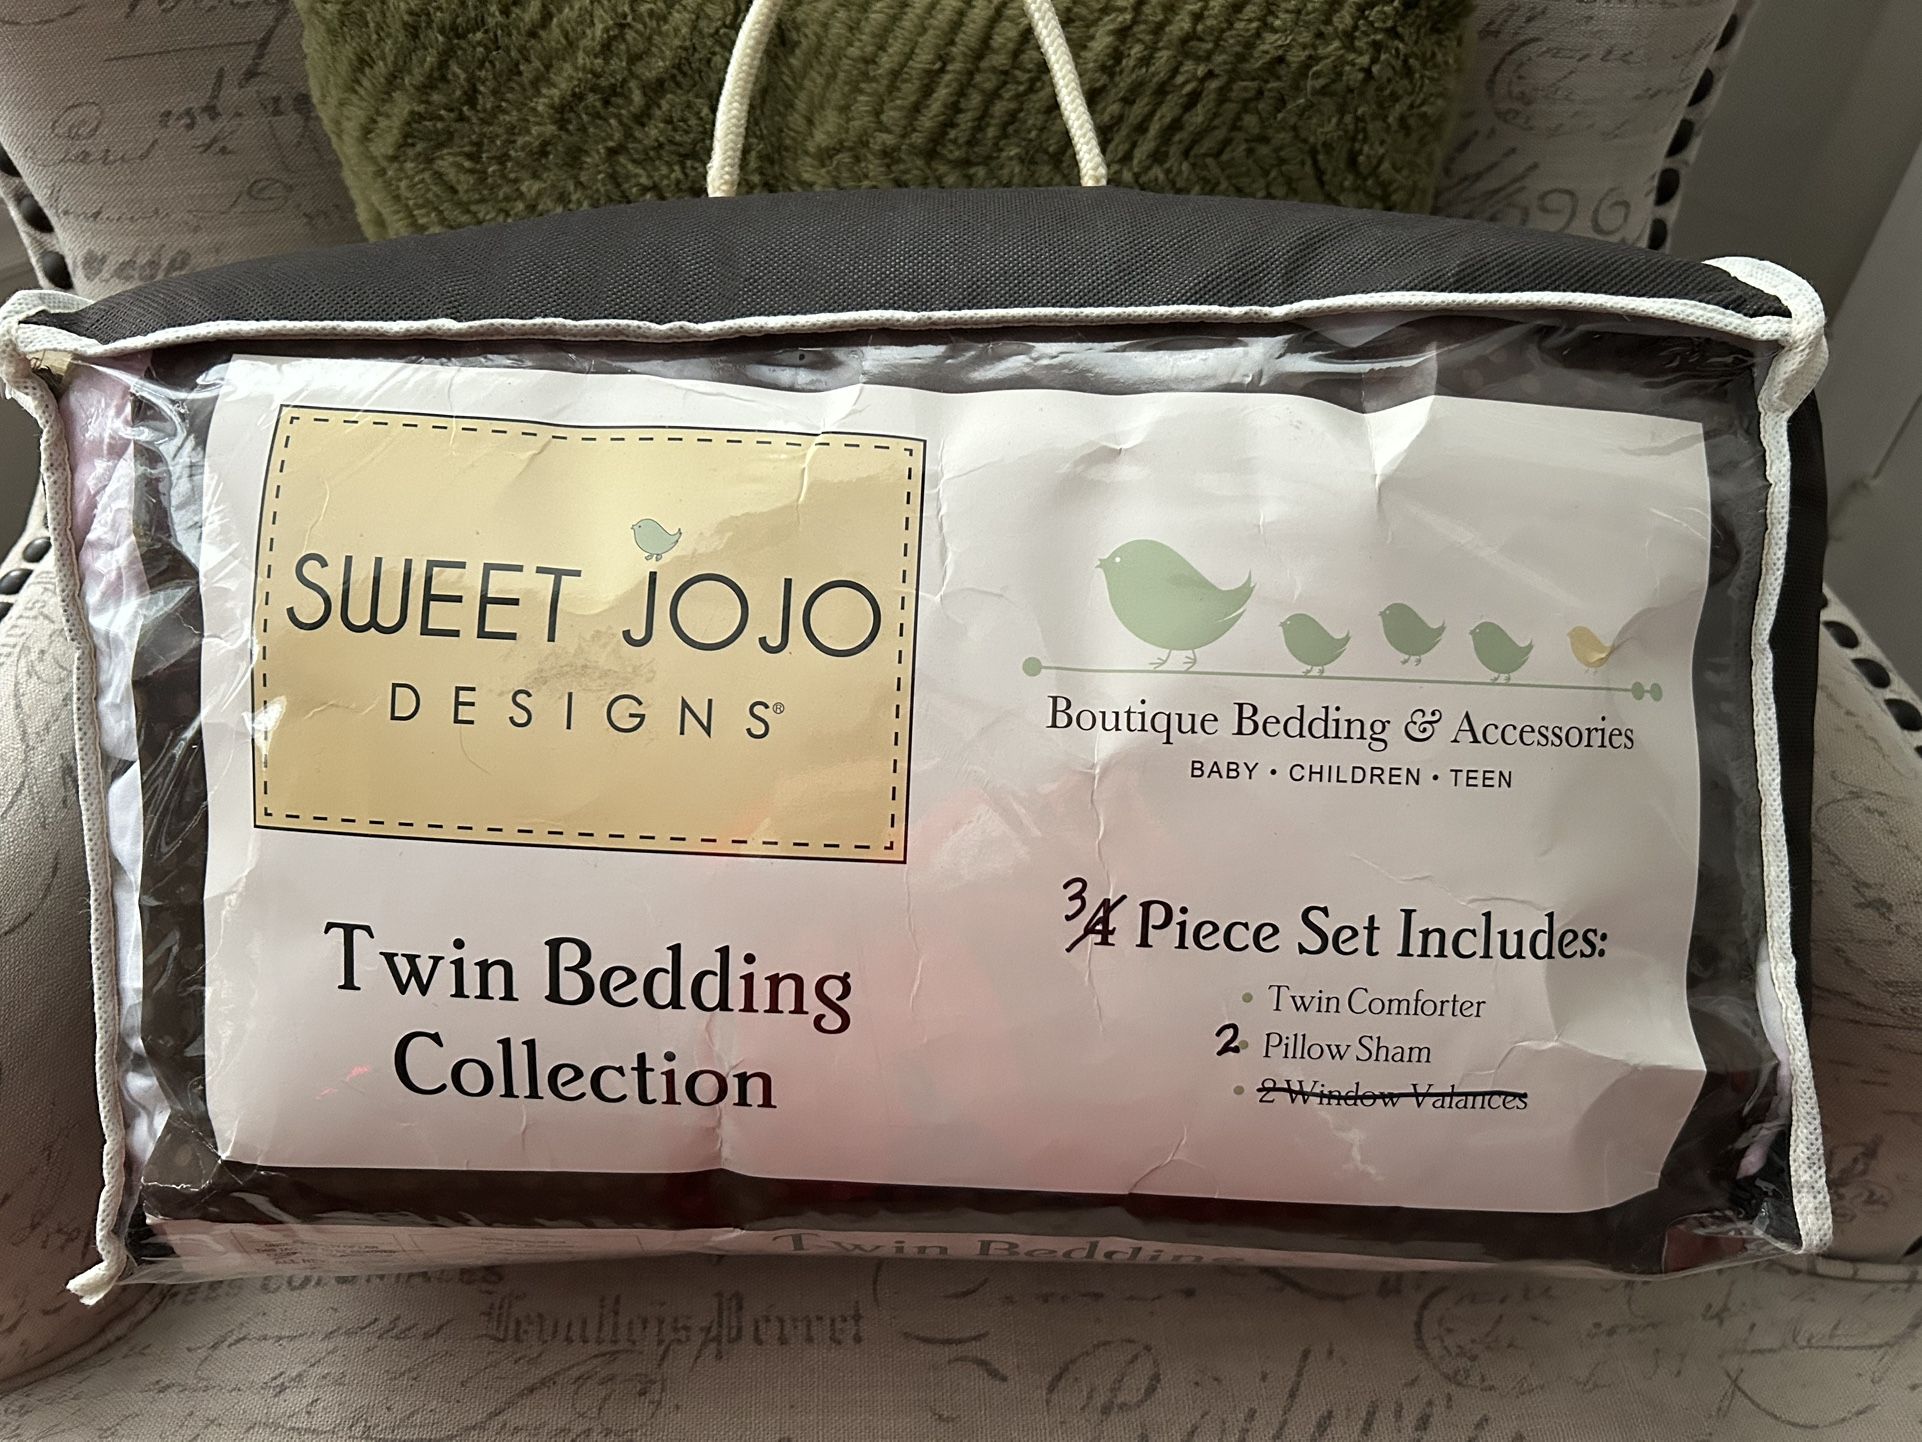 SWEET JOJO
DESIGNS®
Boutique Bedding & Accessories
BABY • CHILDREN • TEEN
Twin Bedding
Collection
3 4 Piece Set Includes:
• Twin Comforter
2 • Pillow Sham
• 2 Window Valances
Twin Bedding